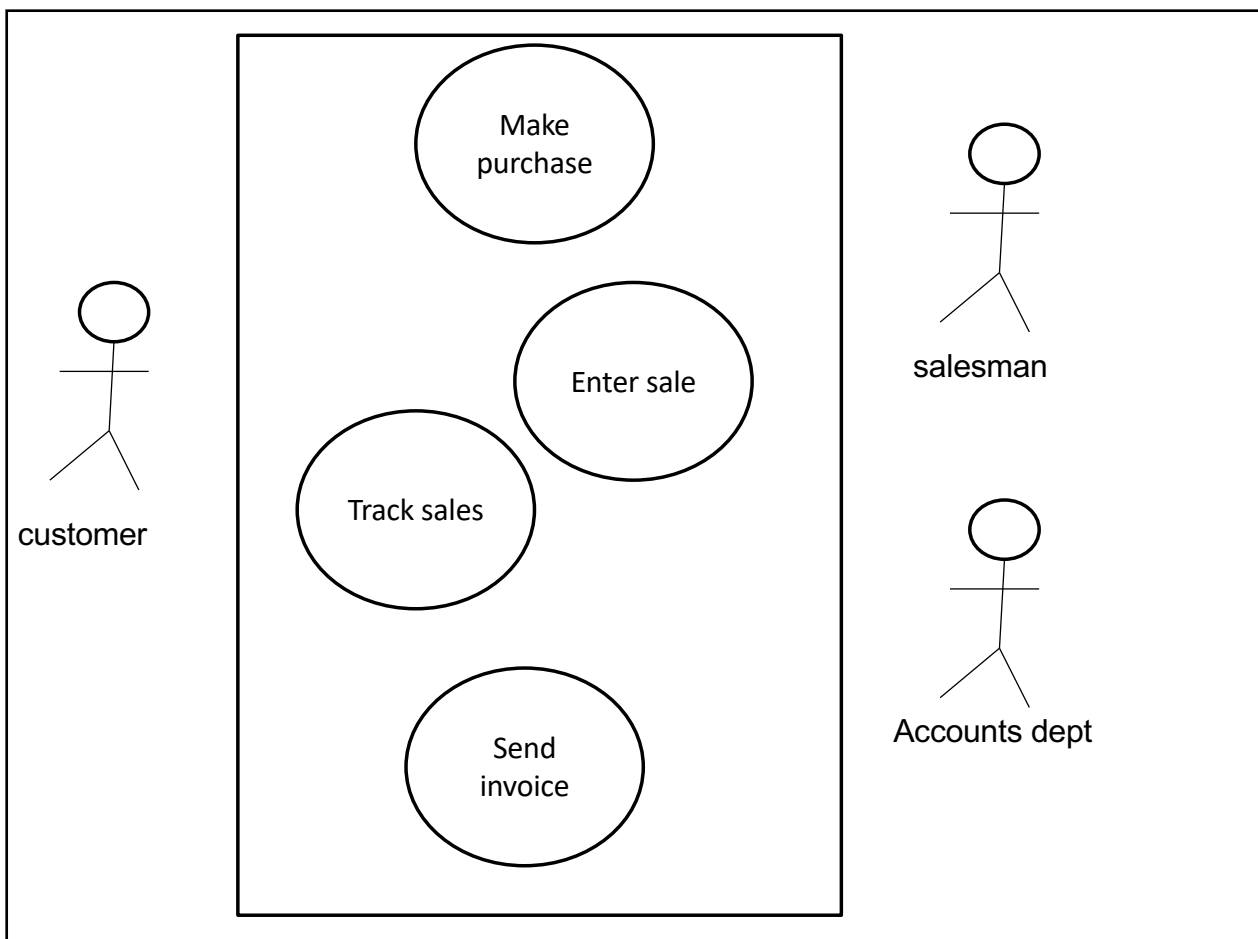 Make
purchase
salesman
Enter sale
Track sales
customer
Accounts dept
Send
invoice